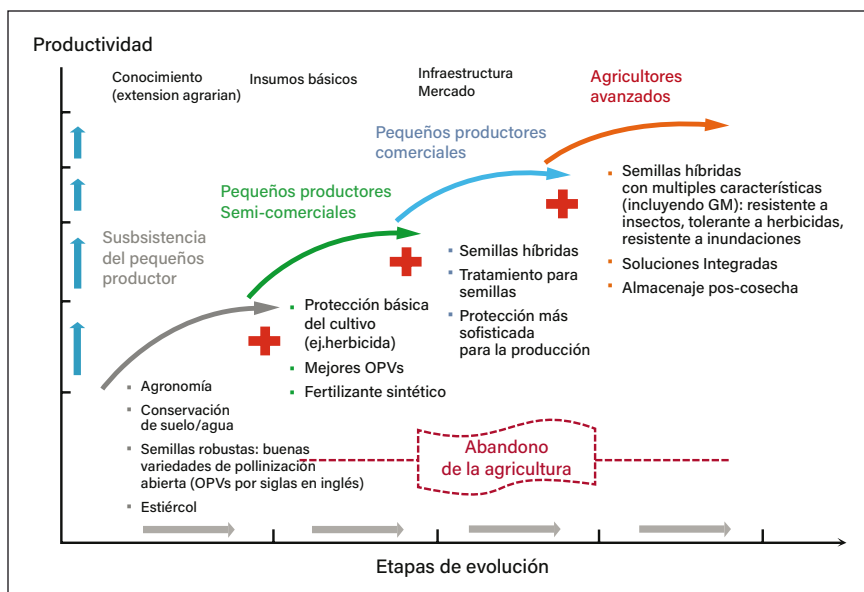 Productividad
Conocimiento
(extension agrarian)
Insumos básicos
Infraestructura
Mercado
Agricultores
avanzados
Pequeños productores
comerciales
Pequeños productores
Semi-comerciales
Susbsistencia
del pequeños
productor
Semillas híbridas
con multiples características
(incluyendo GM): resistente a
insectos, tolerante a herbicidas,
resistente a inundaciones
Soluciones Integradas
Almacenaje pos-cosecha
Semillas híbridas
Tratamiento para
semillas
Protección más
sofisticada
para la producción
Protección básica
del cultivo
(ej.herbicida)
Mejores OPVs
Fertilizante sintético
Agronomía
Conservación
de suelo/agua
Semillas robustas: buenas
variedades de pollinización
abierta (OPVs por siglas en inglés)
Estiércol
Abandono
de la agricultura
Etapas de evolución